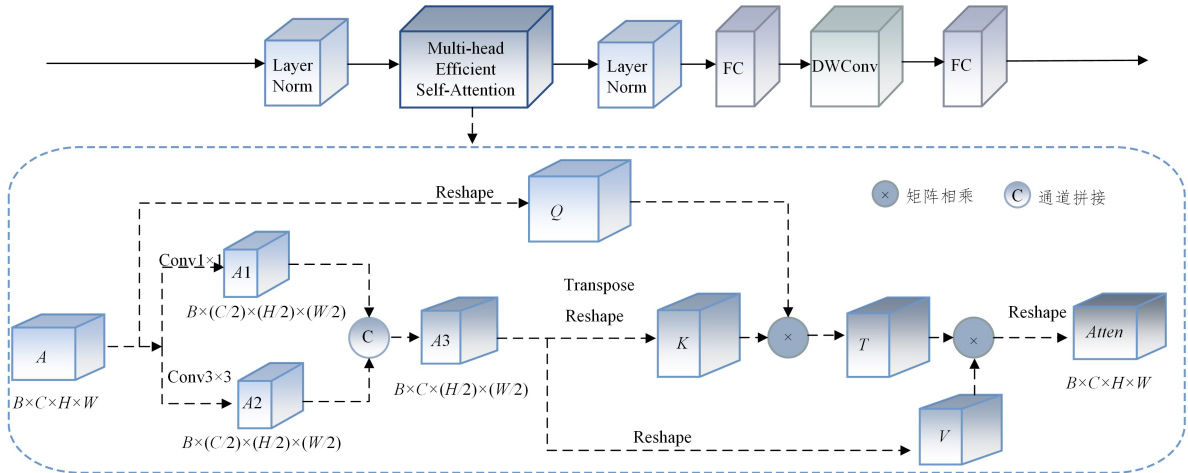 Layer
Norm
Multi-head
Efficient
Self-Attention
Layer
Norm
FC
DWConv
FC
Reshape
Q
× 矩阵相乘
C 通道拼接
Conv1×1
A1
B×(C/2)×(H/2)×(W/2)
A
B×C×H×W
Conv3×3
A2
B×(C/2)×(H/2)×(W/2)
C
A3
B×C×(H/2)×(W/2)
Transpose
Reshape
K
×
T
×
Reshape
Atten
B×C×H×W
Reshape
V